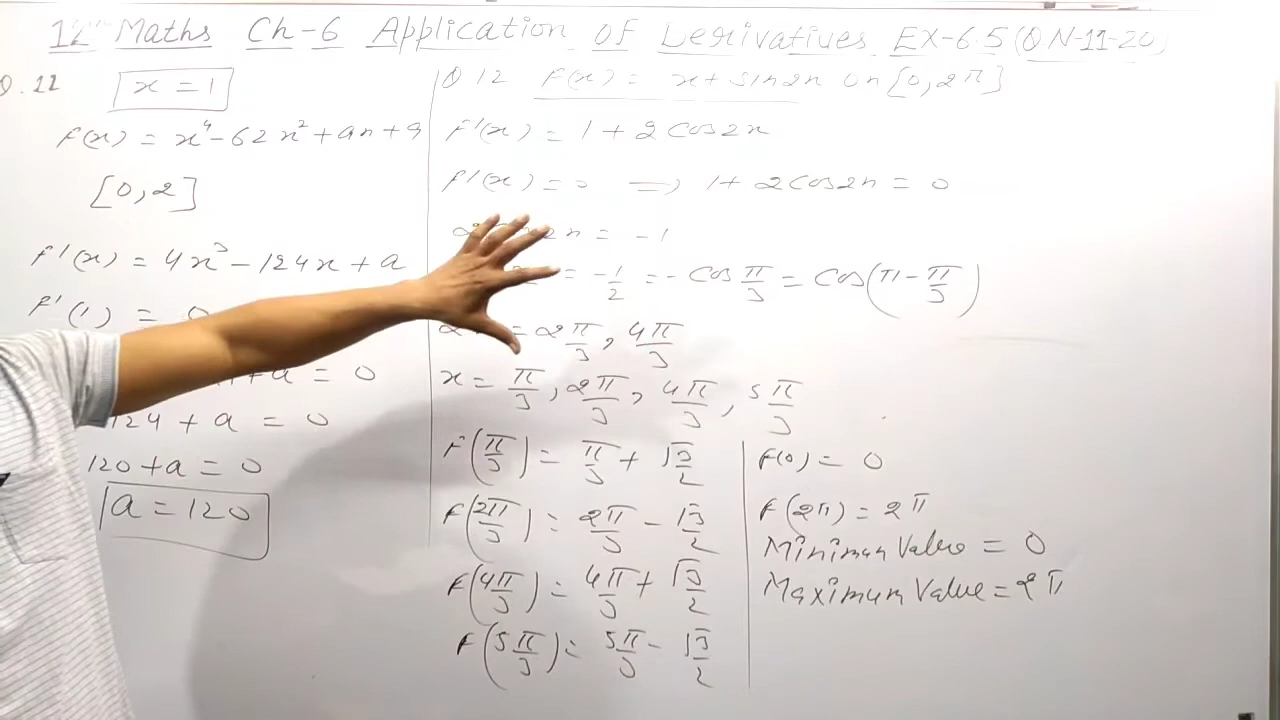 12th Maths Ch-6 Application of Derivatives EX-6.5 (Q N-11-20)
Q.11 x = 1
f(x) = x⁴ - 62x² + ax + 9
[0,2]
f'(x) = 4x³ - 124x + a
f'(1) = 0
+ a = 0
124 + a = 0
120 + a = 0
a = 120
Q.12 f(x) = x + sin2x on [0, 2π]
f'(x) = 1 + 2cos2x
f'(x) = 0 ⟹ 1 + 2cos2x = 0
= -1
= -1/2 = -cos π/3 = cos(π - π/3)
= 2π/3, 4π/3
x = π/3, 2π/3, 4π/3, 5π/3
f(π/3) = π/3 + √3/2
f(2π/3) = 2π/3 - √3/2
f(4π/3) = 4π/3 + √3/2
f(5π/3) = 5π/3 - √3/2
f(0) = 0
f(2π) = 2π
Minimum Value = 0
Maximum Value = 2π